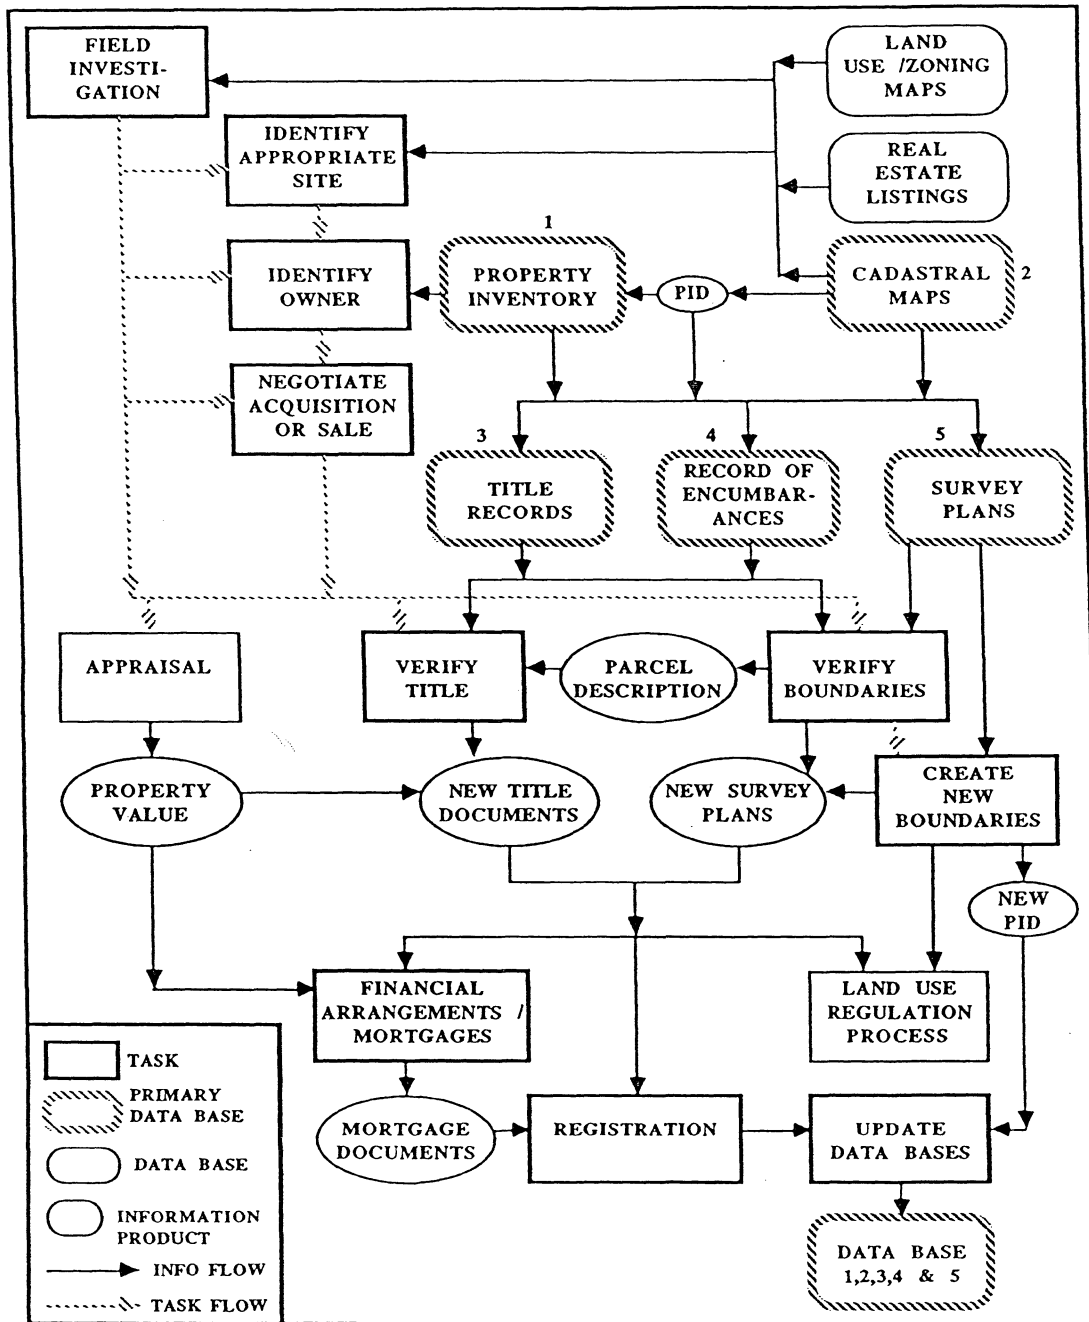 FIELD
INVESTI-
GATION
LAND
USE /ZONING
MAPS
IDENTIFY
APPROPRIATE
SITE
REAL
ESTATE
LISTINGS
1
IDENTIFY
OWNER
PROPERTY
INVENTORY
PID
CADASTRAL
MAPS
2
NEGOTIATE
ACQUISITION
OR SALE
3
4
5
TITLE
RECORDS
RECORD OF
ENCUMBAR-
ANCES
SURVEY
PLANS
APPRAISAL
VERIFY
TITLE
PARCEL
DESCRIPTION
VERIFY
BOUNDARIES
PROPERTY
VALUE
NEW TITLE
DOCUMENTS
NEW SURVEY
PLANS
CREATE
NEW
BOUNDARIES
NEW
PID
FINANCIAL
ARRANGEMENTS /
MORTGAGES
LAND USE
REGULATION
PROCESS
MORTGAGE
DOCUMENTS
REGISTRATION
UPDATE
DATA BASES
DATA BASE
1,2,3,4 & 5
TASK
PRIMARY
DATA BASE
DATA BASE
INFORMATION
PRODUCT
INFO FLOW
TASK FLOW